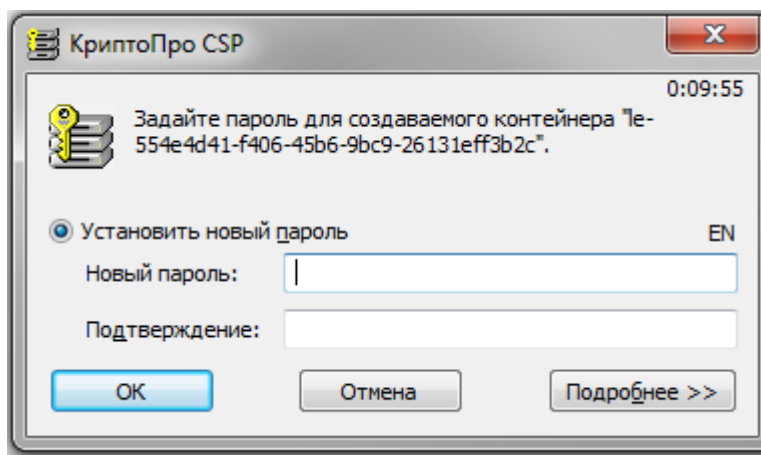 КриптоПро CSP
0:09:55
Задайте пароль для создаваемого контейнера "le-
554e4d41-f406-45b6-9bc9-26131eff3b2c".
Установить новый пароль EN
Новый пароль:
Подтверждение:
ОК Отмена Подробнее >>